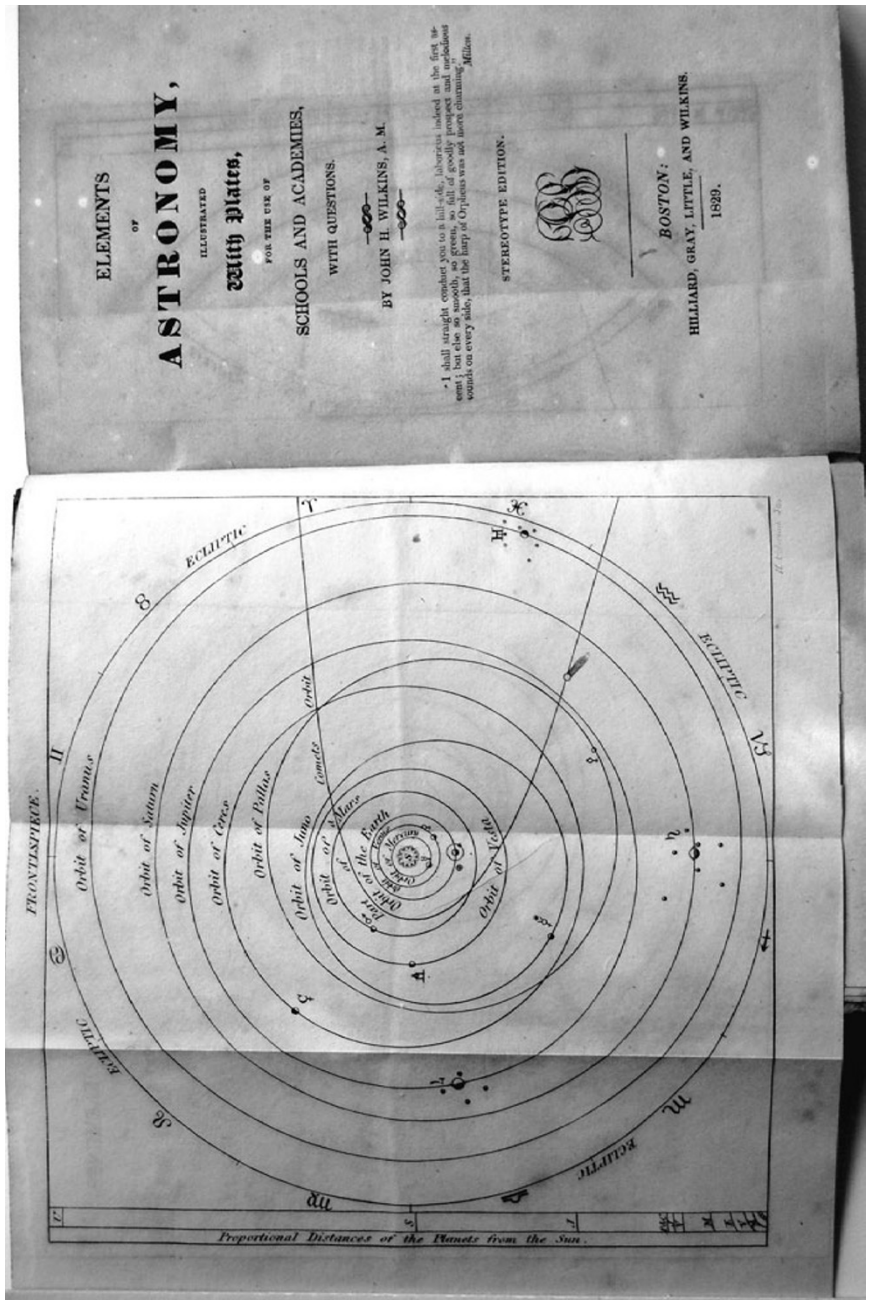 ELEMENTS
OF
ASTRONOMY,
ILLUSTRATED
With Plates,
FOR THE USE OF
SCHOOLS AND ACADEMIES,
WITH QUESTIONS.
BY JOHN H. WILKINS, A. M.
"I shall straight conduct you to a hill-side, laborious indeed at the first as-
cent; but else so smooth, so green, so full of goodly prospect and melodious
sounds on every side, that the harp of Orpheus was not more charming."
Milton.
STEREOTYPE EDITION.
BOSTON:
HILLIARD, GRAY, LITTLE, AND WILKINS.
1829.
FRONTISPIECE.
ECLIPTIC
ECLIPTIC
ECLIPTIC
ECLIPTIC
Orbit of Uranus
Orbit of Saturn
Orbit of Jupiter
Orbit of Ceres
Orbit of Pallas
Orbit of Juno
Orbit of Mars
Part of a Comets Orbit
Orbit of the Earth
Orbit of Venus
Orbit of Mercury
Orbit of Vesta
S
J
Proportional Distances of the Planets from the Sun.